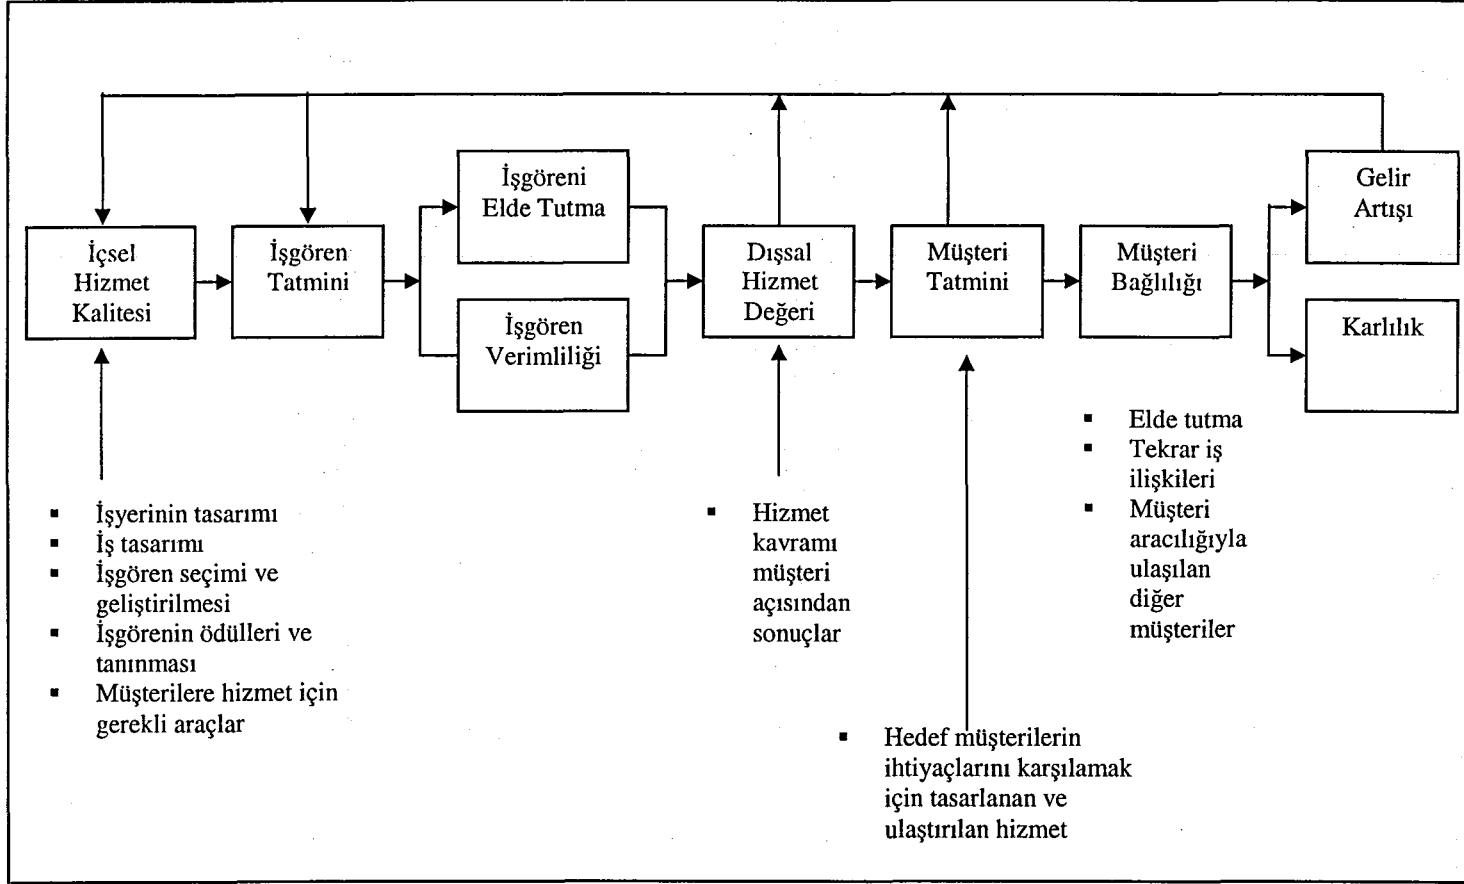 İçsel
Hizmet
Kalitesi
İşgören
Tatmini
İşgöreni
Elde Tutma
İşgören
Verimliliği
Dışsal
Hizmet
Değeri
Müşteri
Tatmini
Müşteri
Bağlılığı
Gelir
Artışı
Karlılık
▪ İşyerinin tasarımı
▪ İş tasarımı
▪ İşgören seçimi ve
geliştirilmesi
▪ İşgörenin ödülleri ve
tanınması
▪ Müşterilere hizmet için
gerekli araçlar
▪ Hizmet
kavramı
müşteri
açısından
sonuçlar
▪ Hedef müşterilerin
ihtiyaçlarını karşılamak
için tasarlanan ve
ulaştırılan hizmet
▪ Elde tutma
▪ Tekrar iş
ilişkileri
▪ Müşteri
aracılığıyla
ulaşılan
diğer
müşteriler